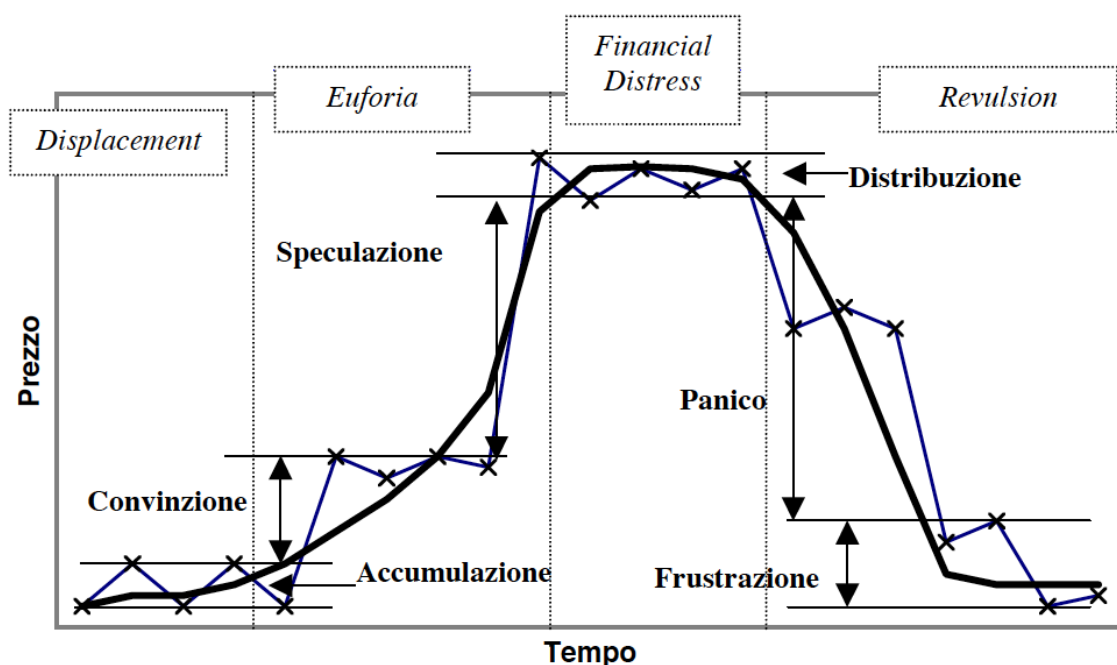 Financial
Distress
Euforia
Revulsion
Displacement
Distribuzione
Speculazione
Panico
Convinzione
Accumulazione
Frustrazione
Prezzo
Tempo